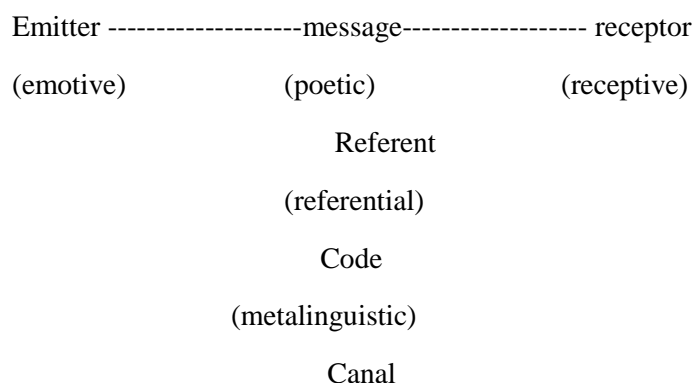 Emitter ---------------------message-------------------- receptor
(emotive) (poetic) (receptive)
Referent
(referential)
Code
(metalinguistic)
Canal